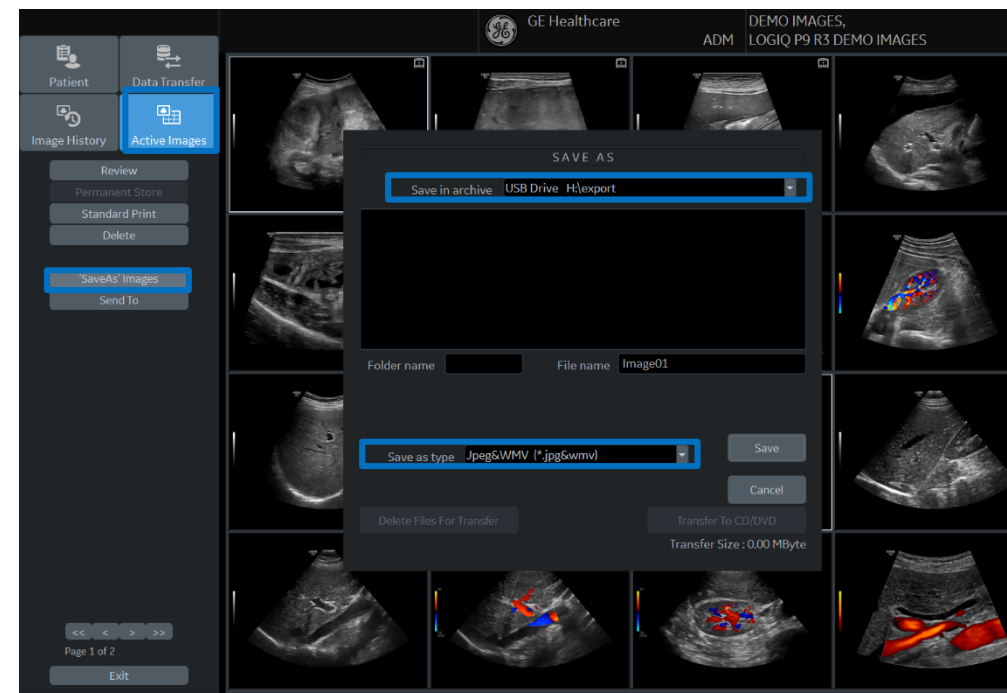 GE Healthcare
DEMO IMAGES,
ADM LOGIQ P9 R3 DEMO IMAGES
Patient
Data Transfer
Image History
Active Images
Review
Permanent Store
Standard Print
Delete
'SaveAs' Images
Send To
SAVE AS
Save in archive USB Drive H:\export
Folder name
File name Image01
Save as type Jpeg&WMV (*.jpg&wmv)
Save
Cancel
Delete Files For Transfer
Transfer To CD/DVD
Transfer Size : 0.00 MByte
<< < > >>
Page 1 of 2
Exit